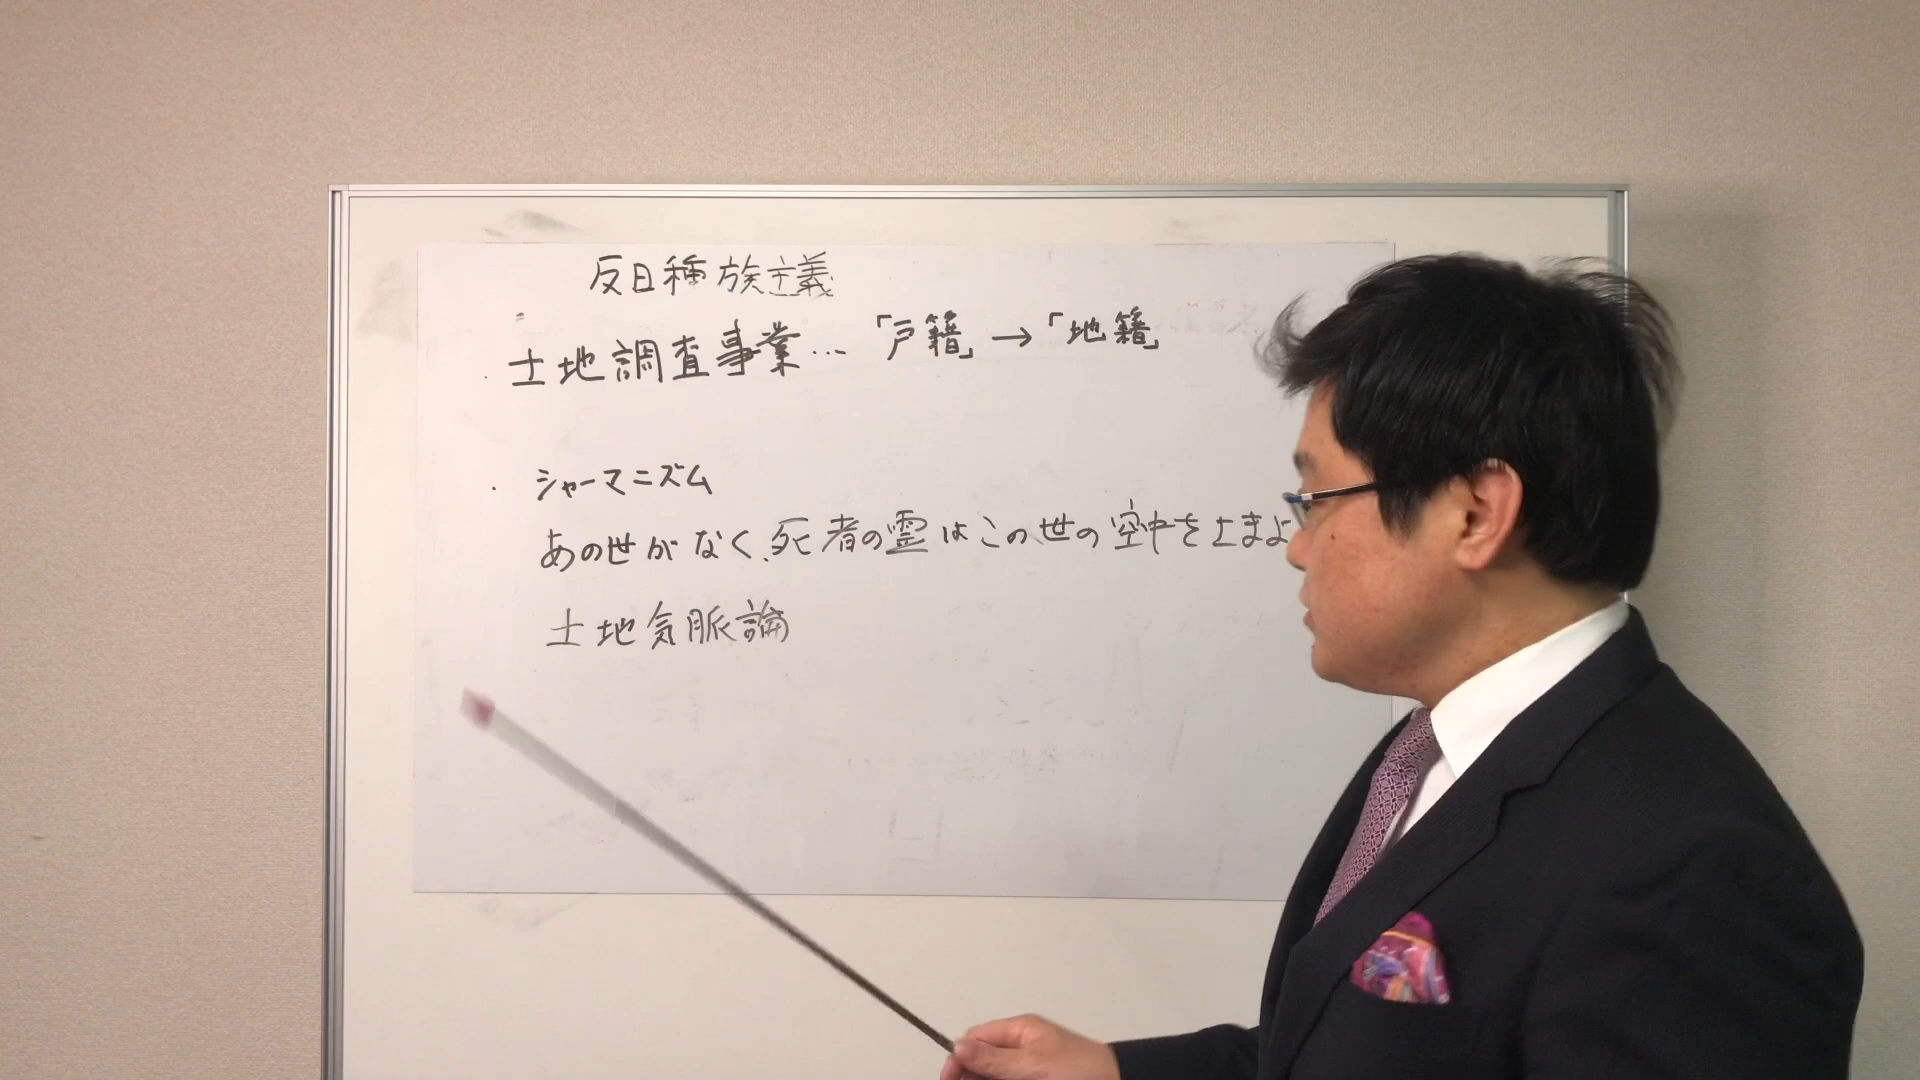 反日種族主義
・土地調査事業…「戸籍」→「地籍」
・シャーマニズム
あの世がなく、死者の霊はこの世の空中をさまよ
土地気脈論